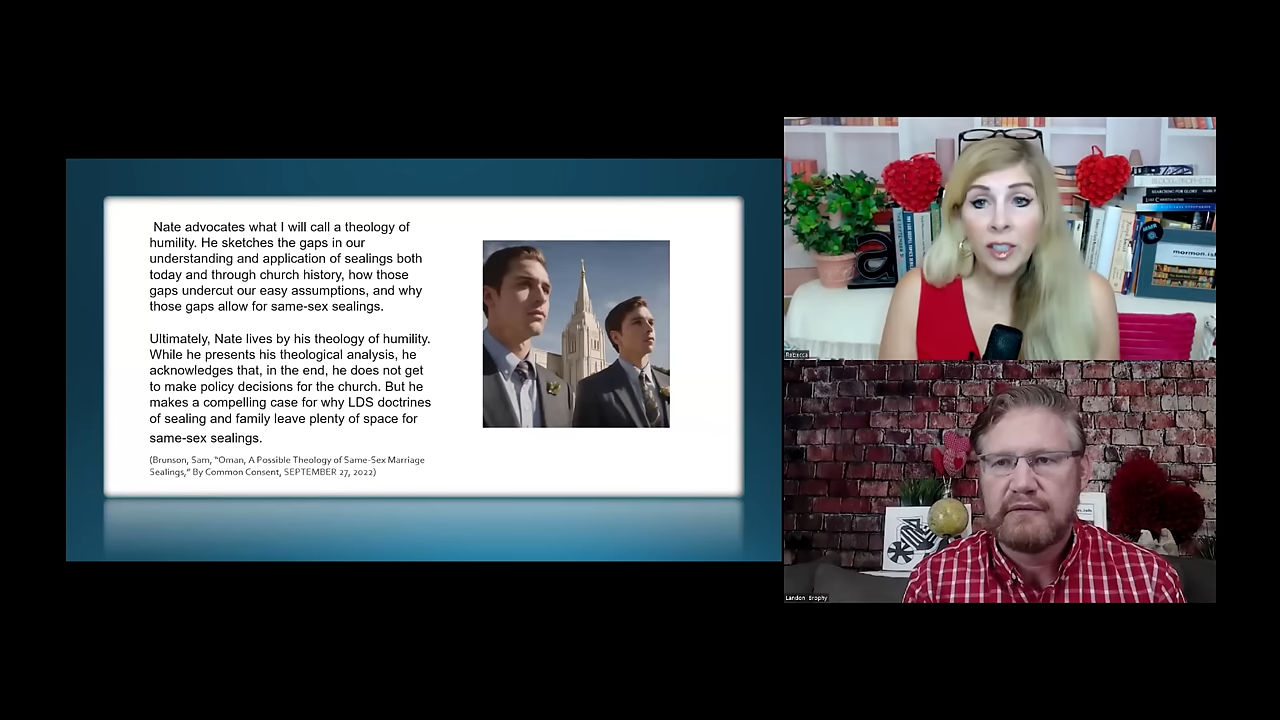 Nate advocates what I will call a theology of
humility. He sketches the gaps in our
understanding and application of sealings both
today and through church history, how those
gaps undercut our easy assumptions, and why
those gaps allow for same-sex sealings.
Ultimately, Nate lives by his theology of humility.
While he presents his theological analysis, he
acknowledges that, in the end, he does not get
to make policy decisions for the church. But he
makes a compelling case for why LDS doctrines
of sealing and family leave plenty of space for
same-sex sealings.
(Brunson, Sam, “Oman, A Possible Theology of Same-Sex Marriage
Sealings,” By Common Consent, SEPTEMBER 27, 2022)
a
mormon.ish
Rebecca
Landon Brophy